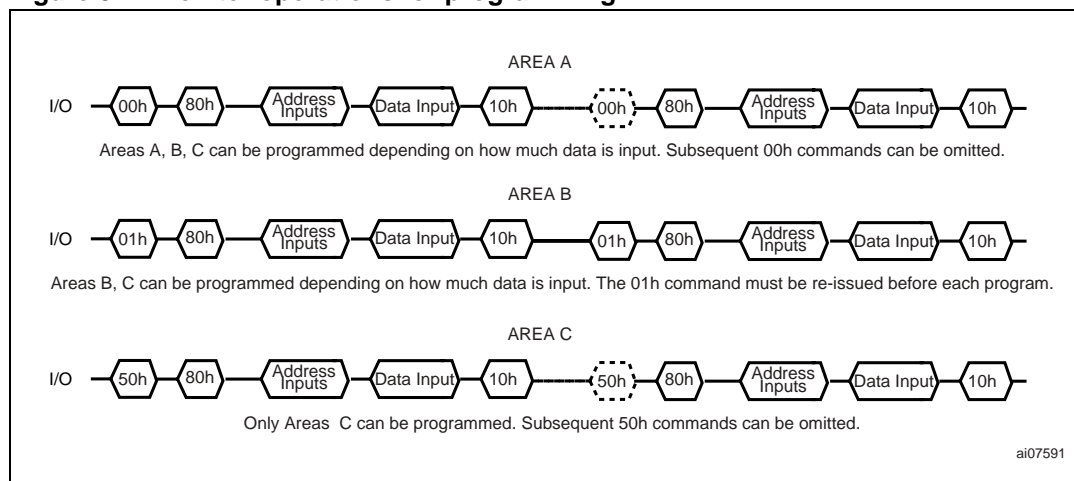 AREA A
I/O 00h 80h Address Inputs Data Input 10h 00h 80h Address Inputs Data Input 10h
Areas A, B, C can be programmed depending on how much data is input. Subsequent 00h commands can be omitted.
AREA B
I/O 01h 80h Address Inputs Data Input 10h 01h 80h Address Inputs Data Input 10h
Areas B, C can be programmed depending on how much data is input. The 01h command must be re-issued before each program.
AREA C
I/O 50h 80h Address Inputs Data Input 10h 50h 80h Address Inputs Data Input 10h
Only Areas C can be programmed. Subsequent 50h commands can be omitted.
ai07591